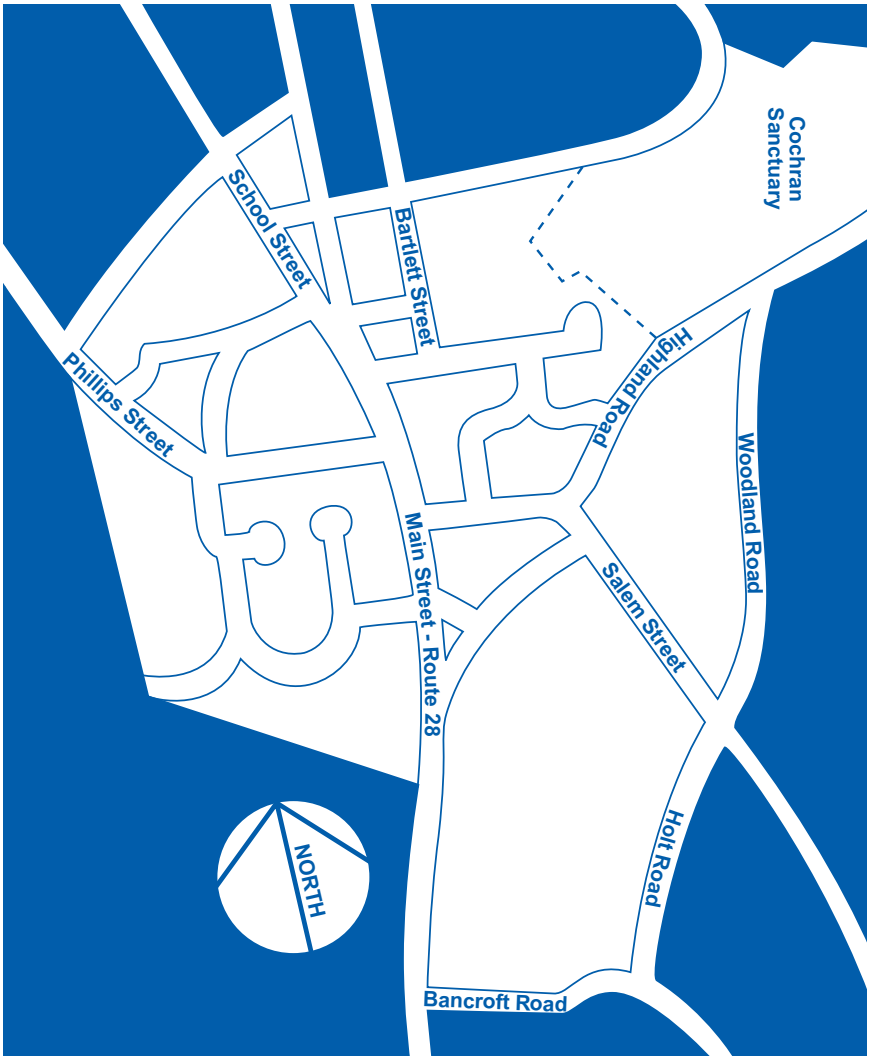 Cochran
Sanctuary
School Street
Bartlett Street
Highland Road
Phillips Street
Woodland Road
Main Street - Route 28
Salem Street
Holt Road
NORTH
Bancroft Road